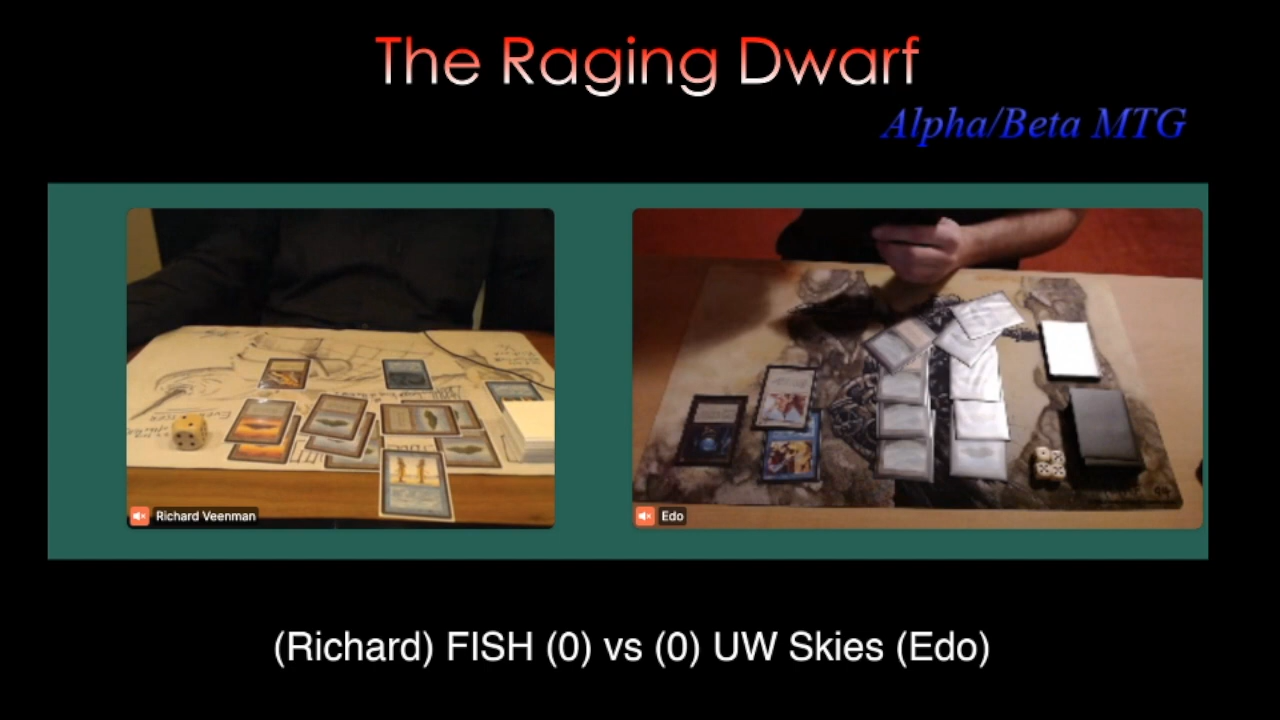 The Raging Dwarf
Alpha/Beta MTG
Richard Veenman
Edo
(Richard) FISH (0) vs (0) UW Skies (Edo)